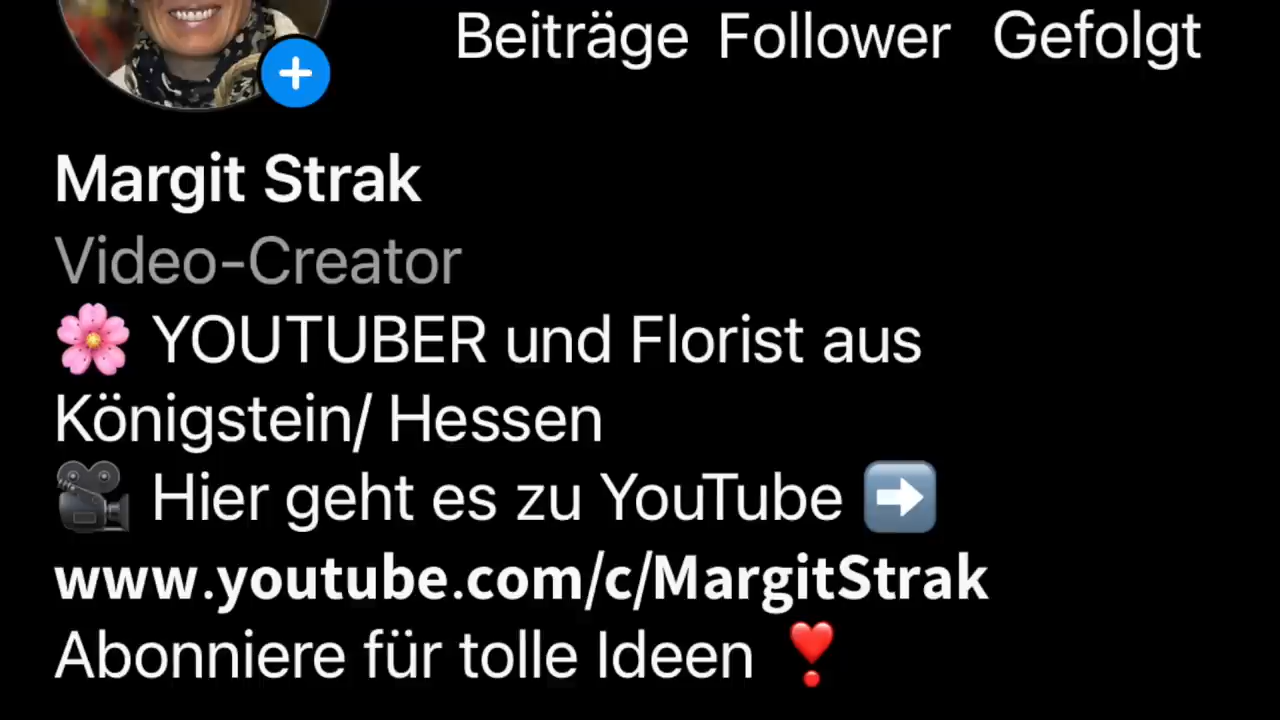 Beiträge Follower Gefolgt
Margit Strak
Video-Creator
🌸 YOUTUBER und Florist aus
Königstein/ Hessen
🎥 Hier geht es zu YouTube ➡️
www.youtube.com/c/MargitStrak
Abonniere für tolle Ideen ❣️